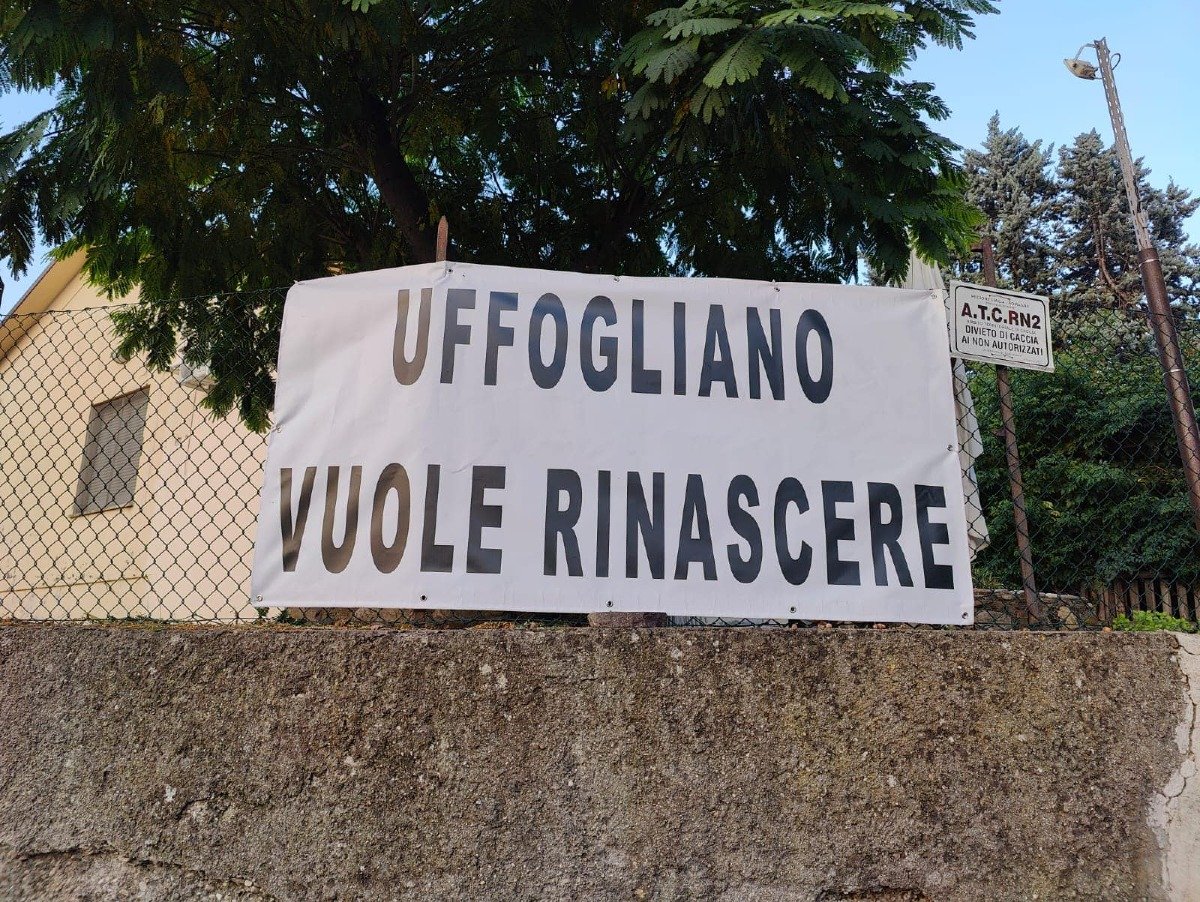 UFFOGLIANO
VUOLE RINASCERE
A.T.C.RN2
DIVIETO DI CACCIA
AI NON AUTORIZZATI